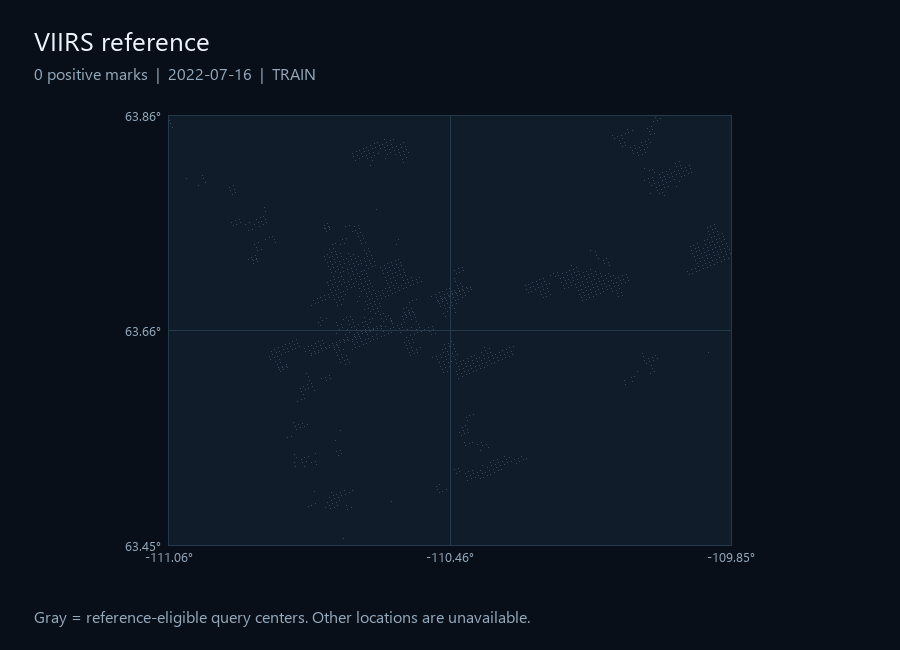 VIIRS reference
0 positive marks | 2022-07-16 | TRAIN
63.86°
63.66°
63.45°
-111.06° -110.46° -109.85°
Gray = reference-eligible query centers. Other locations are unavailable.